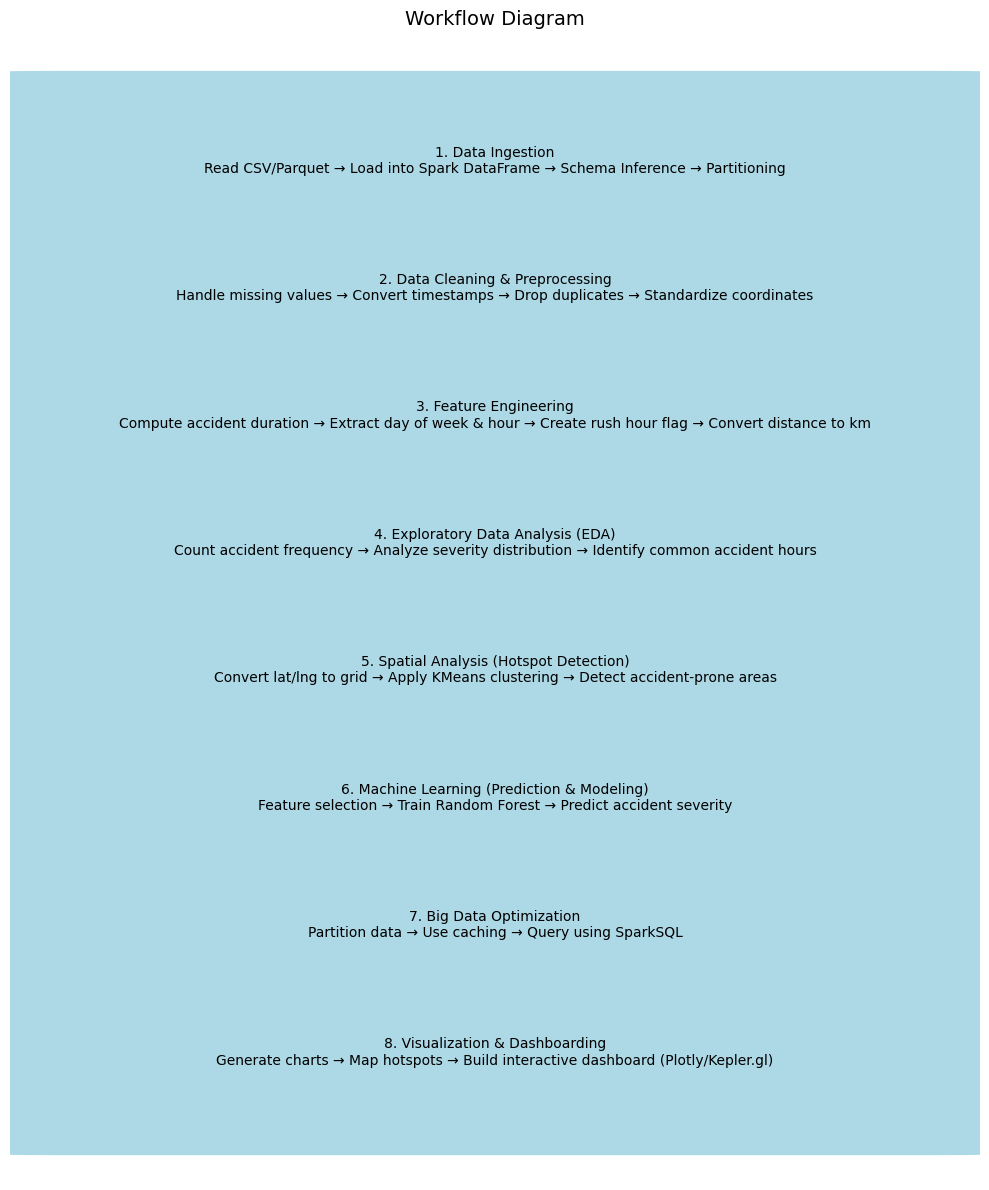 Workflow Diagram
1. Data Ingestion
Read CSV/Parquet → Load into Spark DataFrame → Schema Inference → Partitioning
2. Data Cleaning & Preprocessing
Handle missing values → Convert timestamps → Drop duplicates → Standardize coordinates
3. Feature Engineering
Compute accident duration → Extract day of week & hour → Create rush hour flag → Convert distance to km
4. Exploratory Data Analysis (EDA)
Count accident frequency → Analyze severity distribution → Identify common accident hours
5. Spatial Analysis (Hotspot Detection)
Convert lat/lng to grid → Apply KMeans clustering → Detect accident-prone areas
6. Machine Learning (Prediction & Modeling)
Feature selection → Train Random Forest → Predict accident severity
7. Big Data Optimization
Partition data → Use caching → Query using SparkSQL
8. Visualization & Dashboarding
Generate charts → Map hotspots → Build interactive dashboard (Plotly/Kepler.gl)